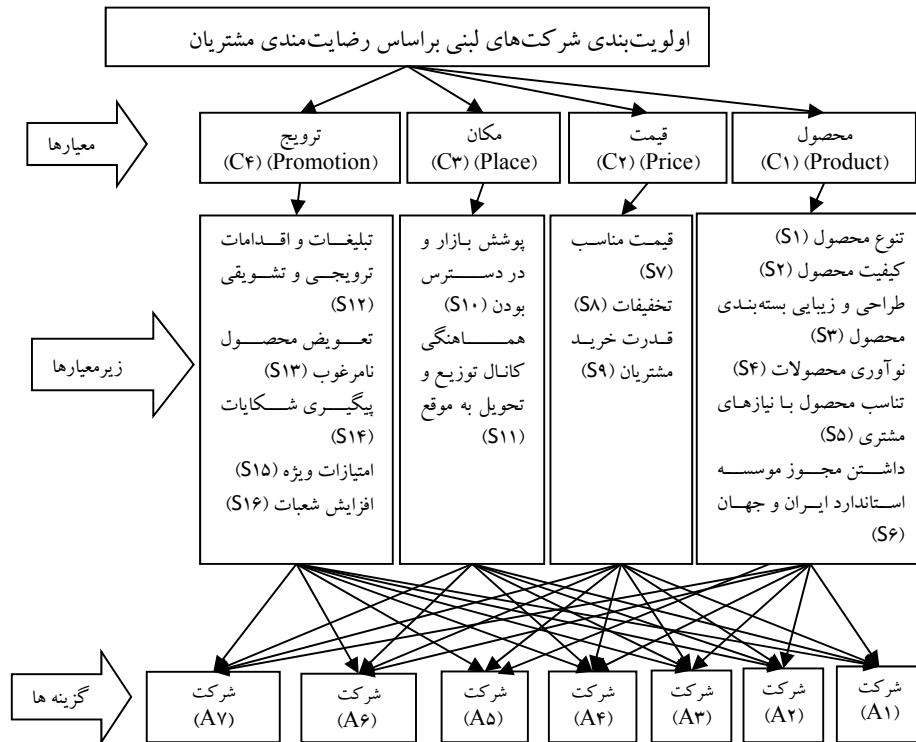 اولویت‌بندی شرکت‌های لبنی براساس رضایت‌مندی مشتریان
معیارها
محصول
(C۱) (Product)
قیمت
(C۲) (Price)
مکان
(C۳) (Place)
ترویج
(C۴) (Promotion)
زیرمعیارها
تنوع محصول (S۱)
کیفیت محصول (S۲)
طراحی و زیبایی بسته‌بندی
محصول (S۳)
نوآوری محصولات (S۴)
تناسب محصول با نیازهای
مشتری (S۵)
داشتن مجوز موسسه
استاندارد ایران و جهان
(S۶)
قیمت مناسب
(S۷)
تخفیفات (S۸)
قدرت خرید
مشتریان (S۹)
پوشش بازار و
در دسترس
بودن (S۱۰)
هماهنگی
کانال توزیع و
تحویل به موقع
(S۱۱)
تبلیغات و اقدامات
ترویجی و تشویقی
(S۱۲)
تعویض محصول
نامرغوب (S۱۳)
پیگیری شکایات
(S۱۴)
امتیازات ویژه (S۱۵)
افزایش شعبات (S۱۶)
گزینه ها
شرکت
(A۱)
شرکت
(A۲)
شرکت
(A۳)
شرکت
(A۴)
شرکت
(A۵)
شرکت
(A۶)
شرکت
(A۷)